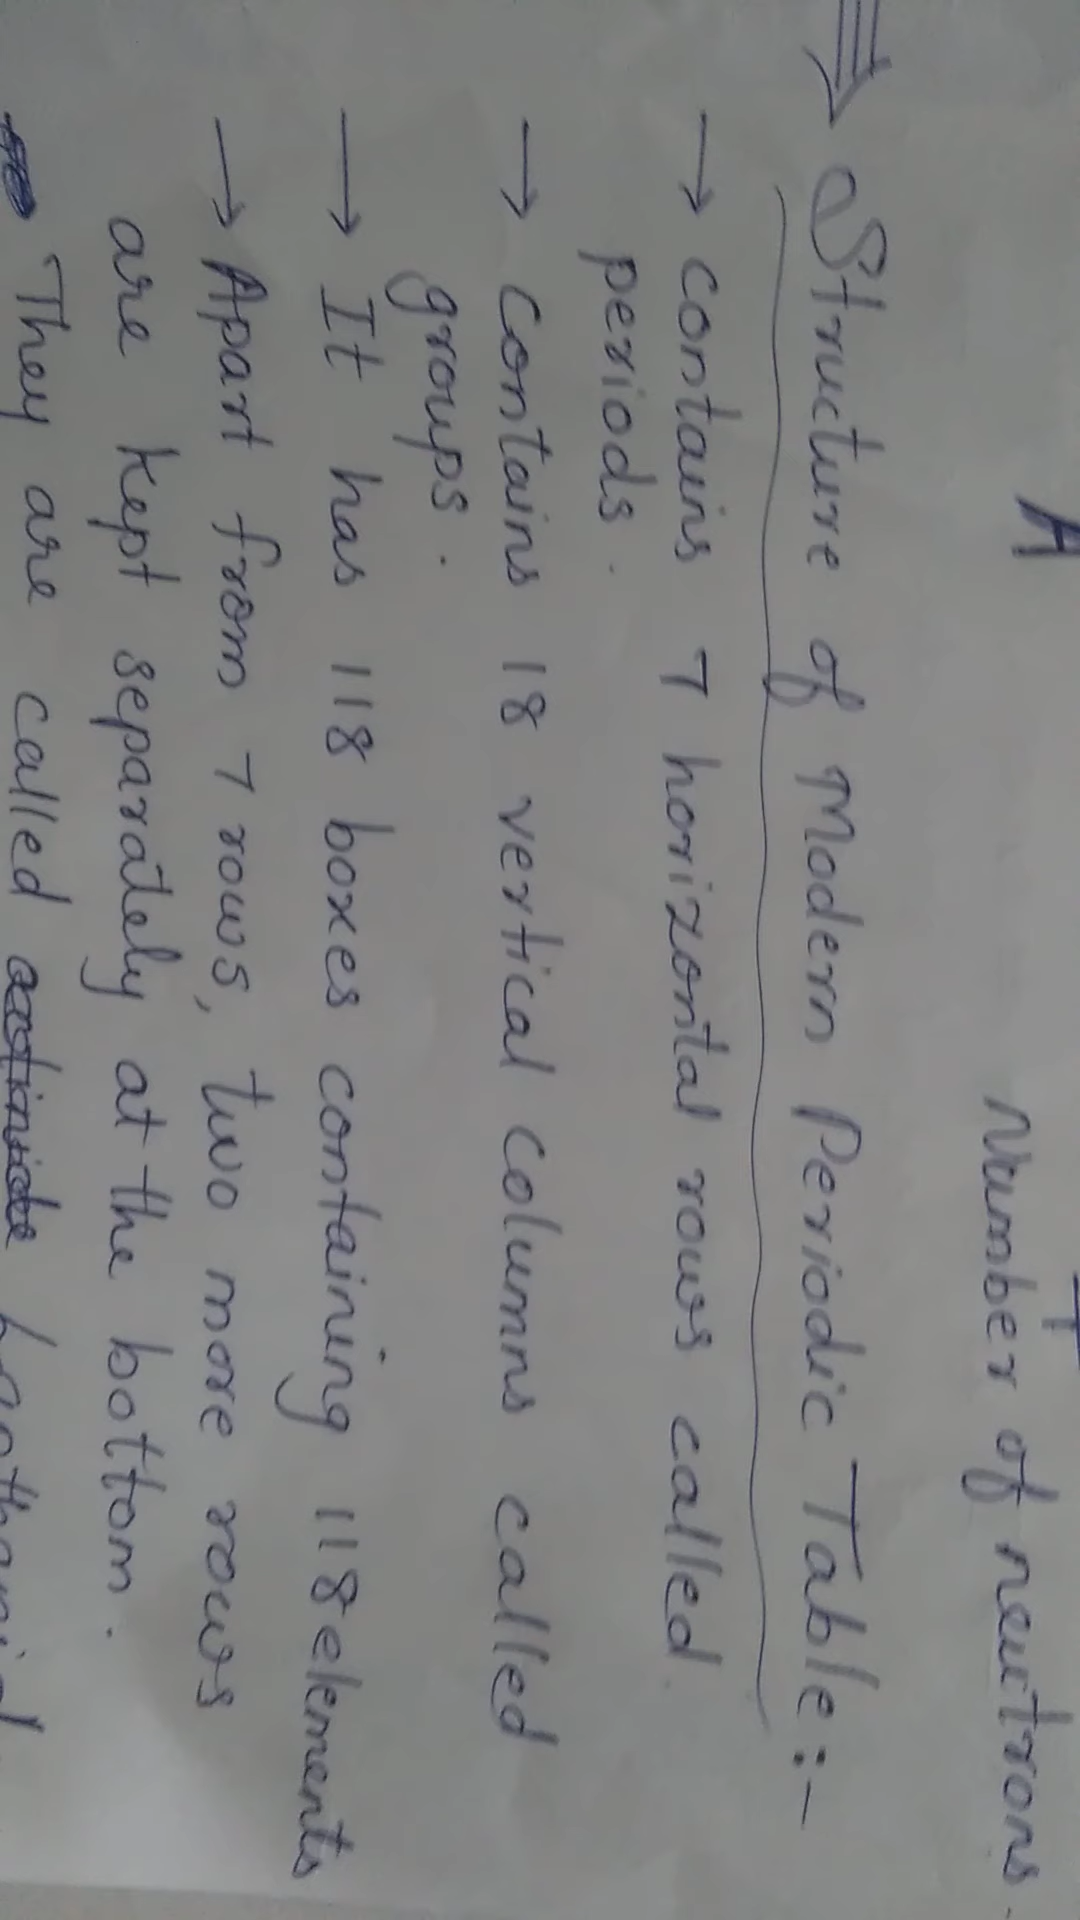 A
Number of neutrons.
Structure of Modern Periodic Table :-
→ contains 7 horizontal rows called
periods.
→ Contains 18 vertical columns called
groups.
→ It has 118 boxes containing 118 elements
→ Apart from 7 rows, two more rows
are kept separately at the bottom.
They are called